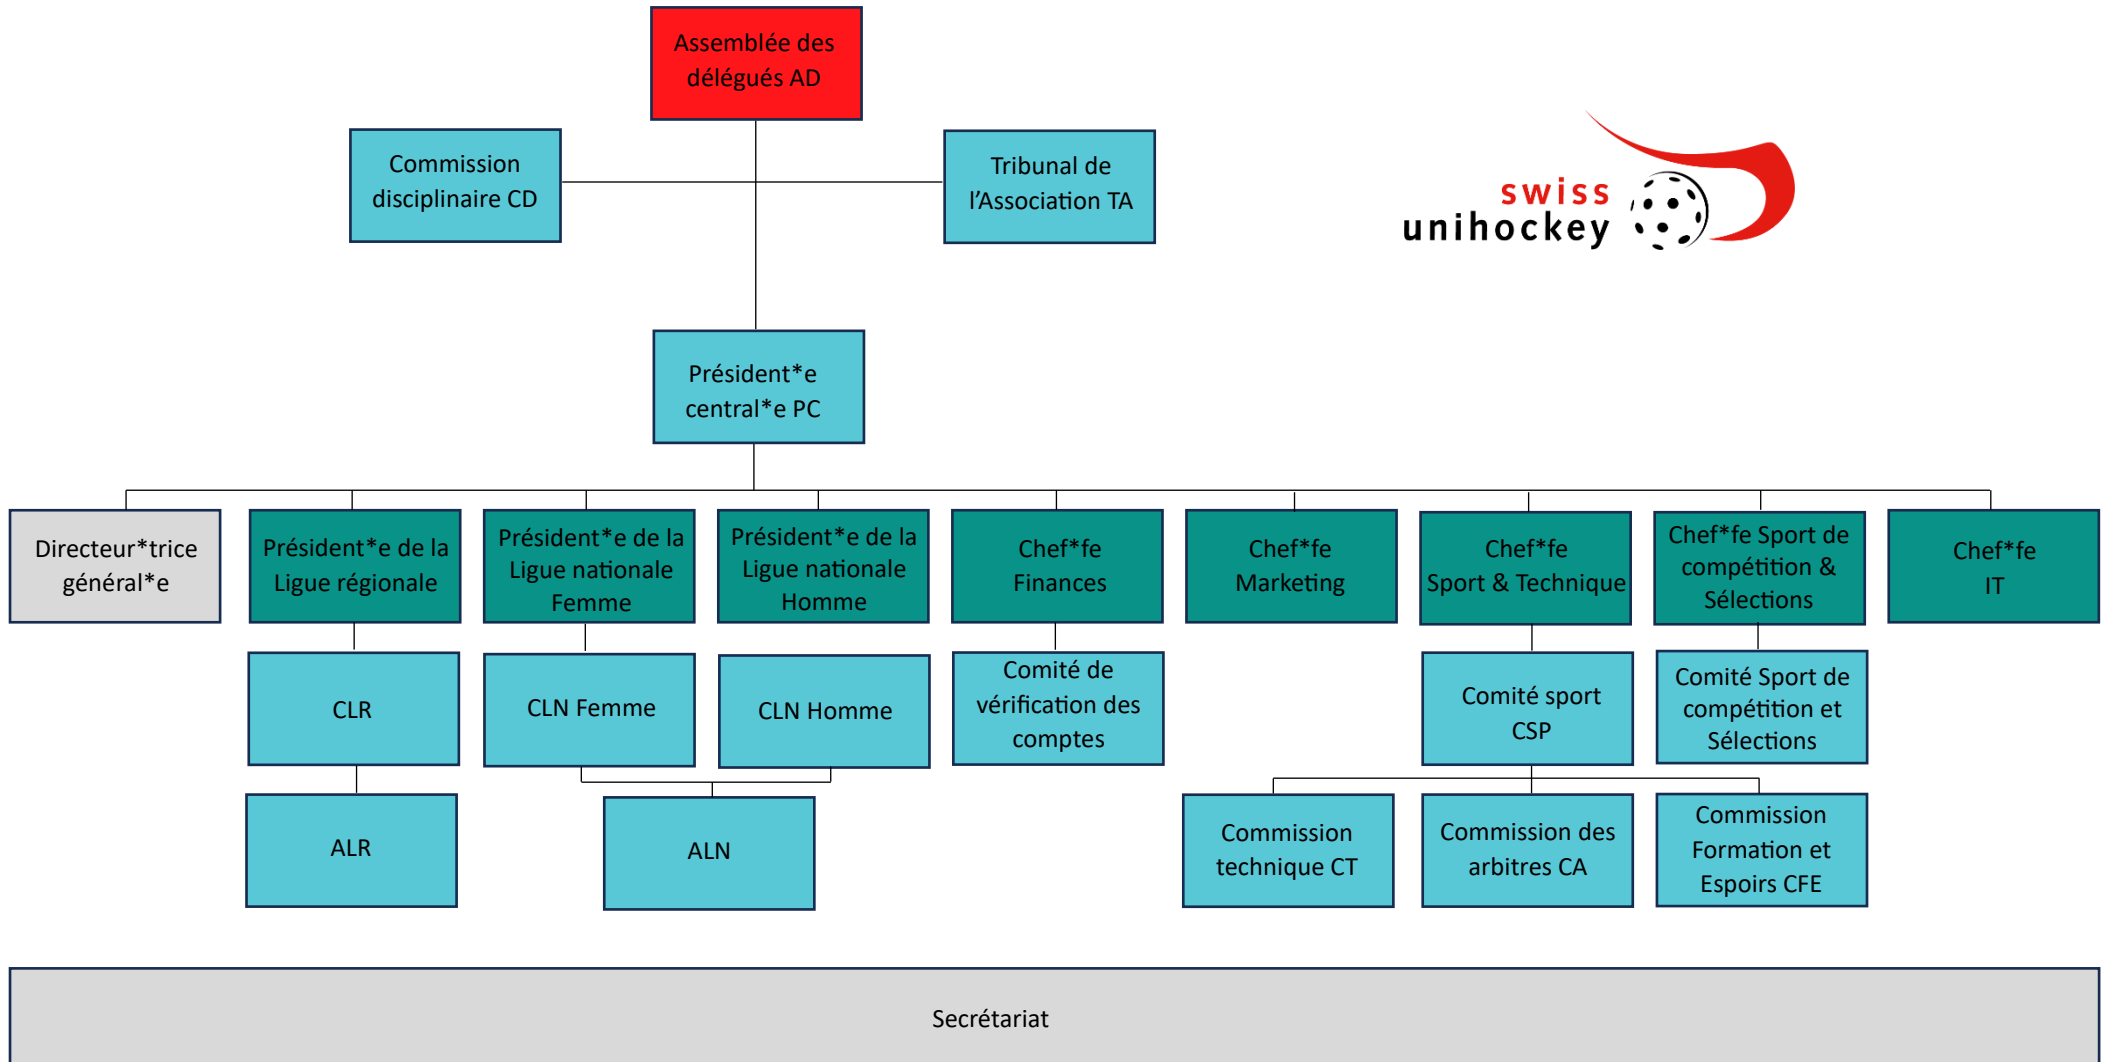 Assemblée des
délégués AD
Commission
disciplinaire CD
Tribunal de
l’Association TA
swiss
unihockey
Président*e
central*e PC
Directeur*trice
général*e
Président*e de la
Ligue régionale
Président*e de la
Ligue nationale
Femme
Président*e de la
Ligue nationale
Homme
Chef*fe
Finances
Chef*fe
Marketing
Chef*fe
Sport & Technique
Chef*fe Sport de
compétition &
Sélections
Chef*fe
IT
CLR
CLN Femme
CLN Homme
Comité de
vérification des
comptes
Comité sport
CSP
Comité Sport de
compétition et
Sélections
ALR
ALN
Commission
technique CT
Commission des
arbitres CA
Commission
Formation et
Espoirs CFE
Secrétariat